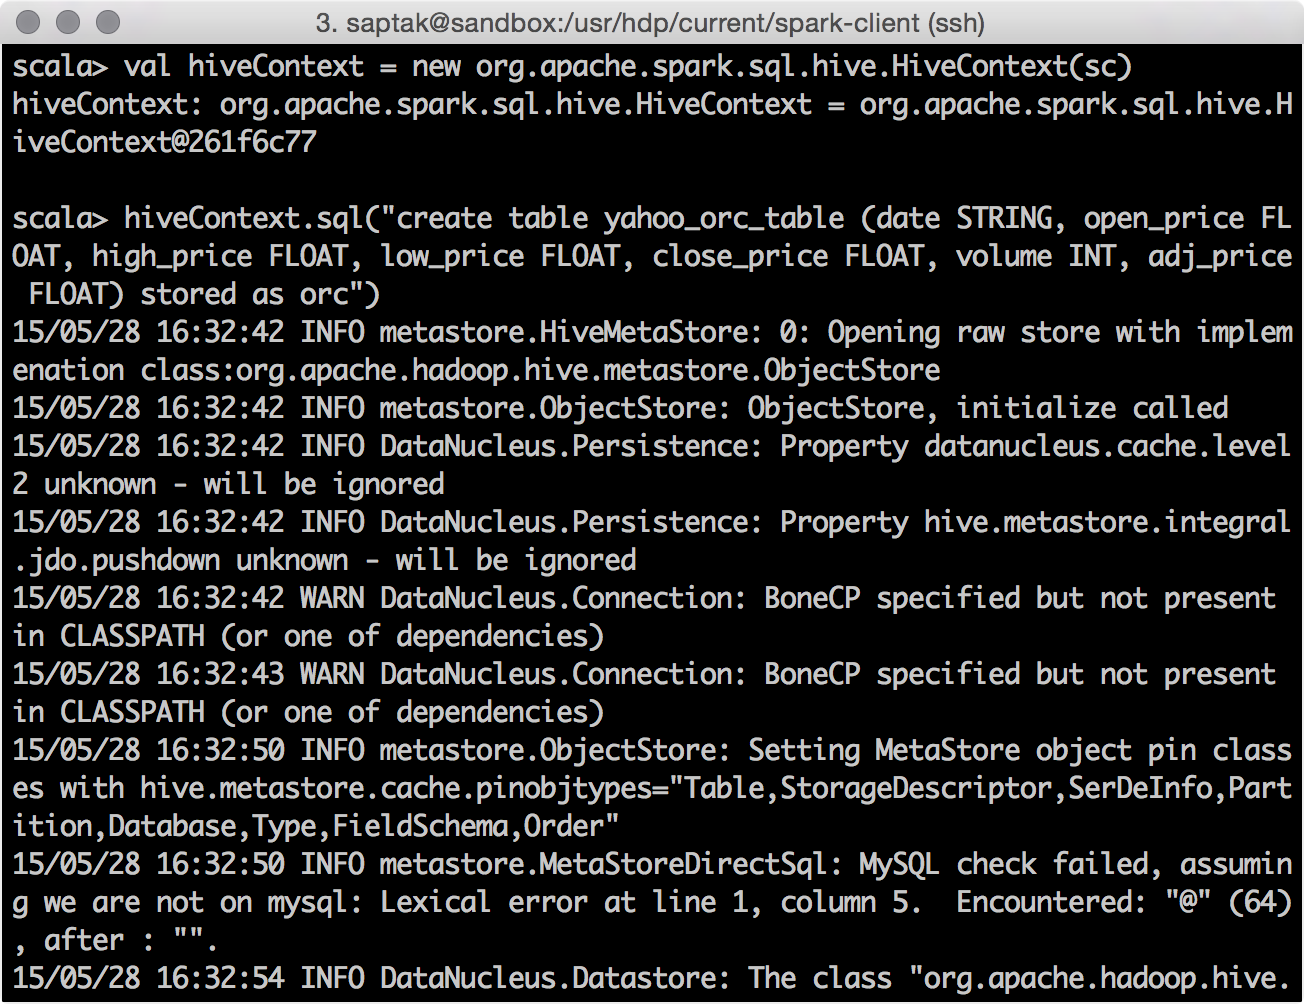 3. saptak@sandbox:/usr/hdp/current/spark-client (ssh)
scala> val hiveContext = new org.apache.spark.sql.hive.HiveContext(sc)
hiveContext: org.apache.spark.sql.hive.HiveContext = org.apache.spark.sql.hive.H
iveContext@261f6c77
scala> hiveContext.sql("create table yahoo_orc_table (date STRING, open_price FL
OAT, high_price FLOAT, low_price FLOAT, close_price FLOAT, volume INT, adj_price
 FLOAT) stored as orc")
15/05/28 16:32:42 INFO metastore.HiveMetaStore: 0: Opening raw store with implem
enation class:org.apache.hadoop.hive.metastore.ObjectStore
15/05/28 16:32:42 INFO metastore.ObjectStore: ObjectStore, initialize called
15/05/28 16:32:42 INFO DataNucleus.Persistence: Property datanucleus.cache.level
2 unknown - will be ignored
15/05/28 16:32:42 INFO DataNucleus.Persistence: Property hive.metastore.integral
.jdo.pushdown unknown - will be ignored
15/05/28 16:32:42 WARN DataNucleus.Connection: BoneCP specified but not present
in CLASSPATH (or one of dependencies)
15/05/28 16:32:43 WARN DataNucleus.Connection: BoneCP specified but not present
in CLASSPATH (or one of dependencies)
15/05/28 16:32:50 INFO metastore.ObjectStore: Setting MetaStore object pin class
es with hive.metastore.cache.pinobjtypes="Table,StorageDescriptor,SerDeInfo,Part
ition,Database,Type,FieldSchema,Order"
15/05/28 16:32:50 INFO metastore.MetaStoreDirectSql: MySQL check failed, assumin
g we are not on mysql: Lexical error at line 1, column 5.  Encountered: "@" (64)
, after : "".
15/05/28 16:32:54 INFO DataNucleus.Datastore: The class "org.apache.hadoop.hive.